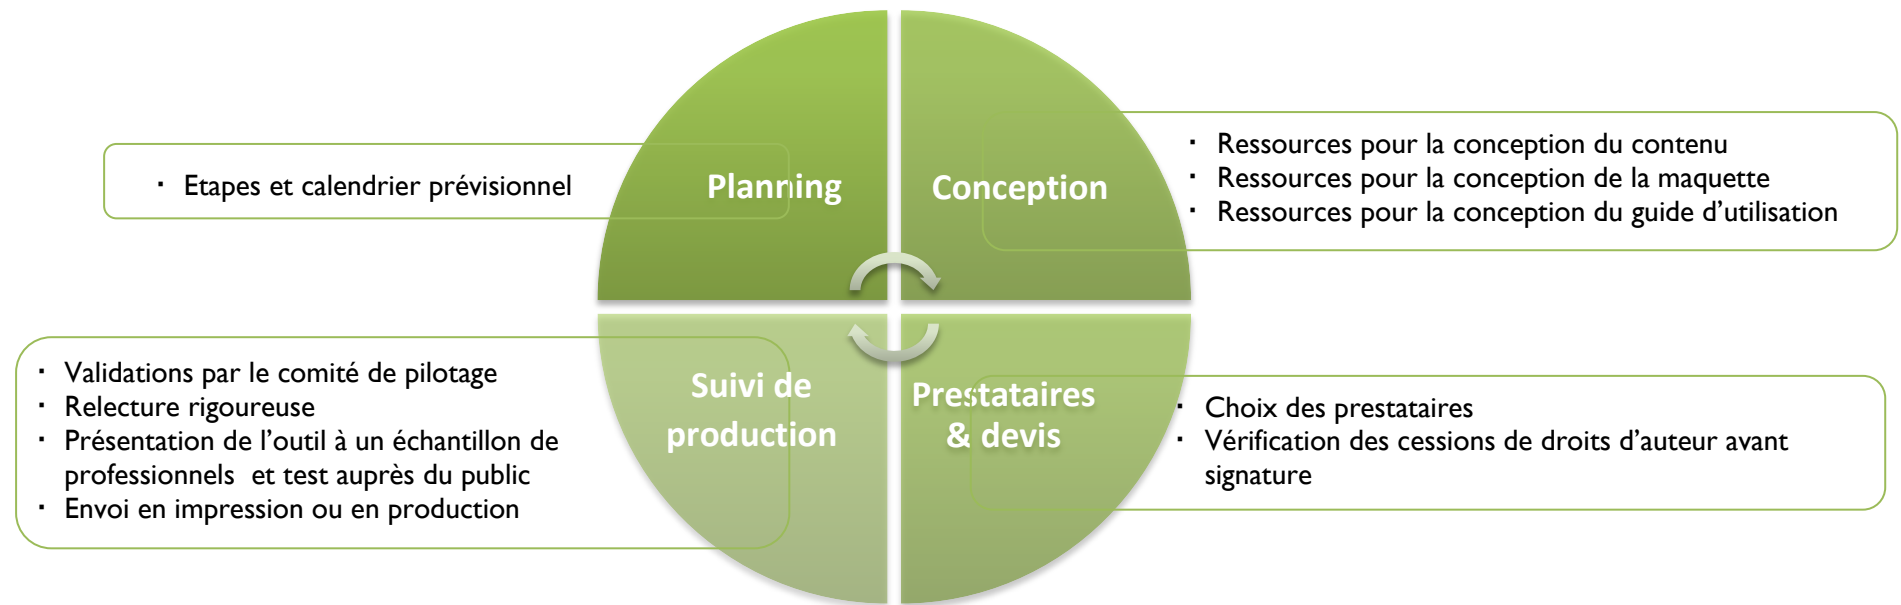 Planning
· Etapes et calendrier prévisionnel
Conception
· Ressources pour la conception du contenu
· Ressources pour la conception de la maquette
· Ressources pour la conception du guide d’utilisation
Suivi de
production
· Validations par le comité de pilotage
· Relecture rigoureuse
· Présentation de l’outil à un échantillon de
professionnels et test auprès du public
· Envoi en impression ou en production
Prestataires
& devis
· Choix des prestataires
· Vérification des cessions de droits d’auteur avant
signature